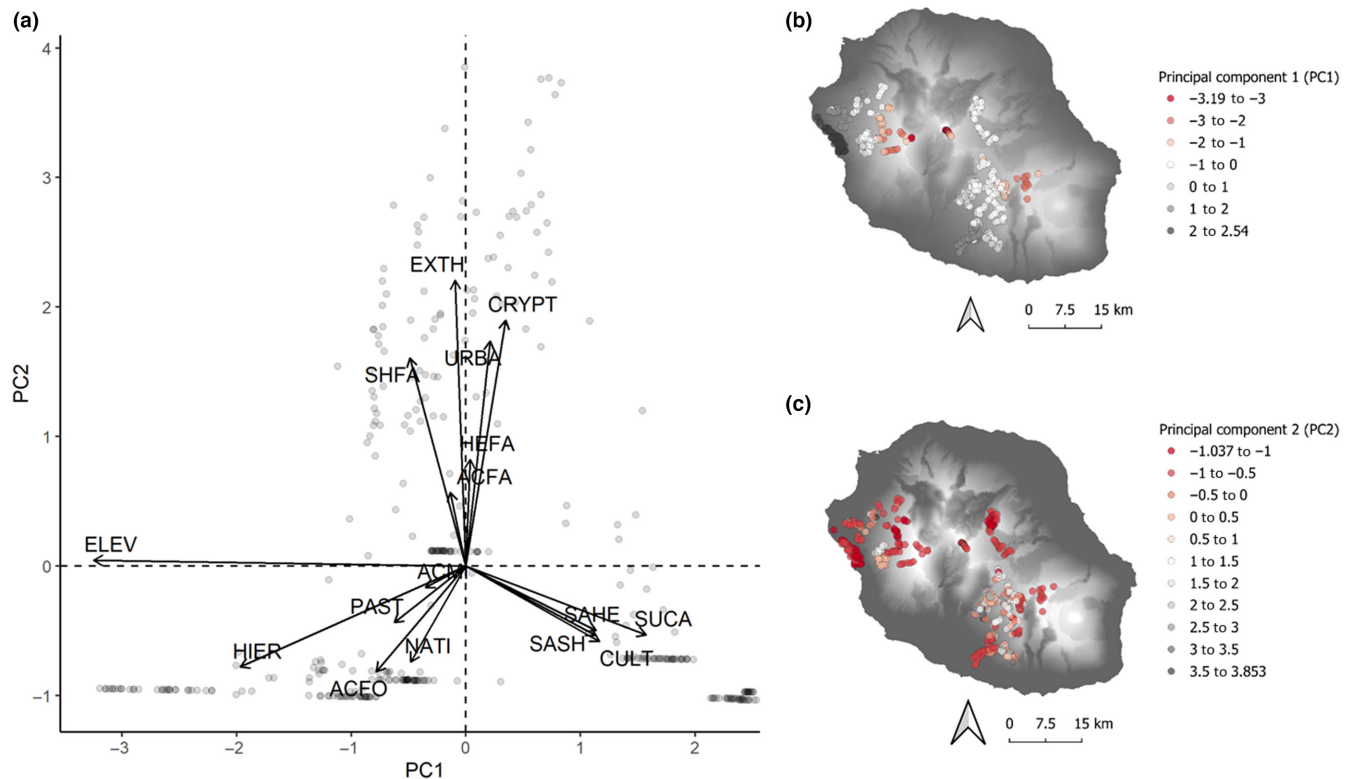 (a)
4
3
2
1
0
−1
PC2
EXTH
CRYPT
URBA
SHFA
HEFA
ACFA
ELEV
ACMI
PAST
HIER
NATI
ACFO
SAHE
SUCA
SASH
CULT
−3
−2
−1
0
1
2
PC1
(b)
Principal component 1 (PC1)
−3.19 to −3
−3 to −2
−2 to −1
−1 to 0
0 to 1
1 to 2
2 to 2.54
0 7.5 15 km
(c)
Principal component 2 (PC2)
−1.037 to −1
−1 to −0.5
−0.5 to 0
0 to 0.5
0.5 to 1
1 to 1.5
1.5 to 2
2 to 2.5
2.5 to 3
3 to 3.5
3.5 to 3.853
0 7.5 15 km